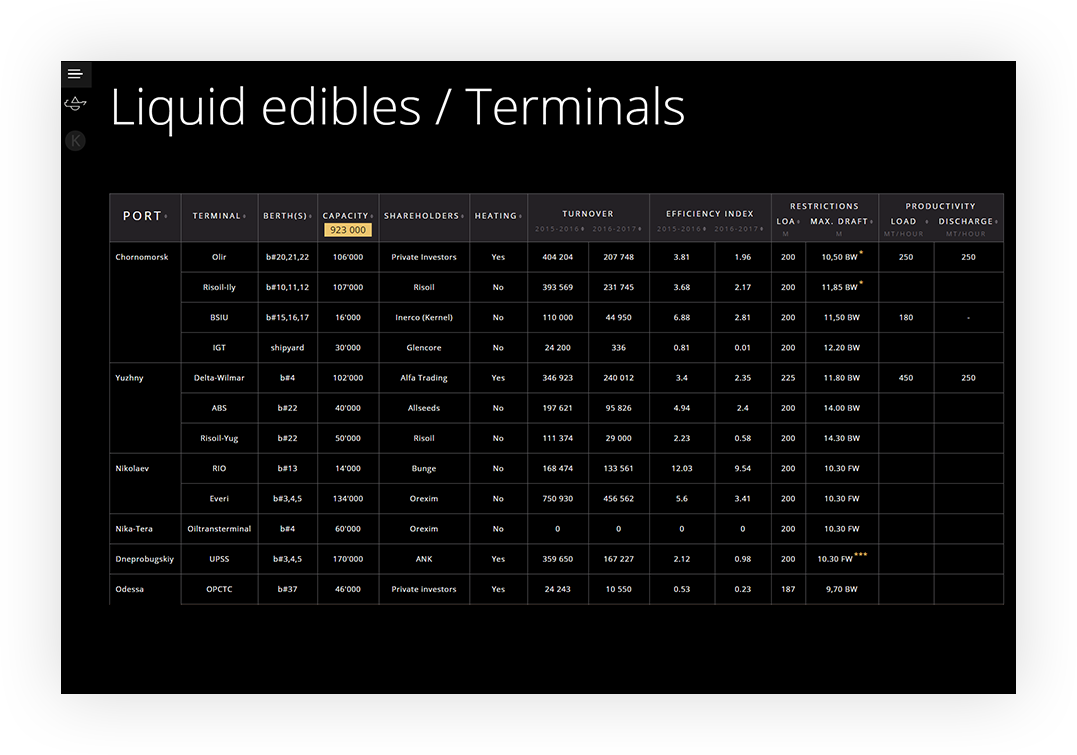 Liquid edibles / Terminals
K
PORT TERMINAL BERTH(S) CAPACITY 923 000 SHAREHOLDERS HEATING TURNOVER 2015-2016 2016-2017 EFFICIENCY INDEX 2015-2016 2016-2017 RESTRICTIONS LOA M MAX. DRAFT M PRODUCTIVITY LOAD MT/HOUR DISCHARGE MT/HOUR
Chornomorsk Olir b#20,21,22 106'000 Private Investors Yes 404 204 207 748 3.81 1.96 200 10,50 BW* 250 250
Risoil-Ily b#10,11,12 107'000 Risoil No 393 569 231 745 3.68 2.17 200 11,85 BW*
BSIU b#15,16,17 16'000 Inerco (Kernel) No 110 000 44 950 6.88 2.81 200 11,50 BW 180 -
IGT shipyard 30'000 Glencore No 24 200 336 0.81 0.01 200 12.20 BW
Yuzhny Delta-Wilmar b#4 102'000 Alfa Trading Yes 346 923 240 012 3.4 2.35 225 11.80 BW 450 250
ABS b#22 40'000 Allseeds No 197 621 95 826 4.94 2.4 200 14.00 BW
Risoil-Yug b#22 50'000 Risoil No 111 374 29 000 2.23 0.58 200 14.30 BW
Nikolaev RIO b#13 14'000 Bunge No 168 474 133 561 12.03 9.54 200 10.30 FW
Everi b#3,4,5 134'000 Orexim No 750 930 456 562 5.6 3.41 200 10.30 FW
Nika-Tera Oiltransterminal b#4 60'000 Orexim No 0 0 0 0 200 10.30 FW
Dneprobugskiy UPSS b#3,4,5 170'000 ANK Yes 359 650 167 227 2.12 0.98 200 10.30 FW***
Odessa OPCTC b#37 46'000 Private investors Yes 24 243 10 550 0.53 0.23 187 9,70 BW